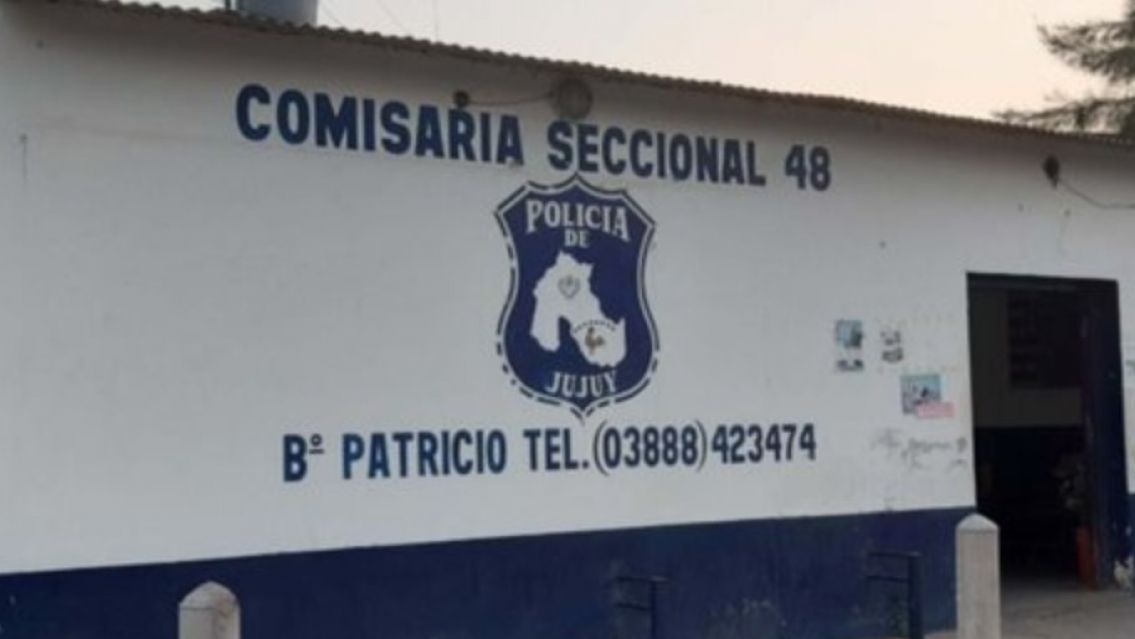 COMISARIA SECCIONAL 48
POLICIA
DE
JUJUY
Bº PATRICIO TEL.(03888)423474